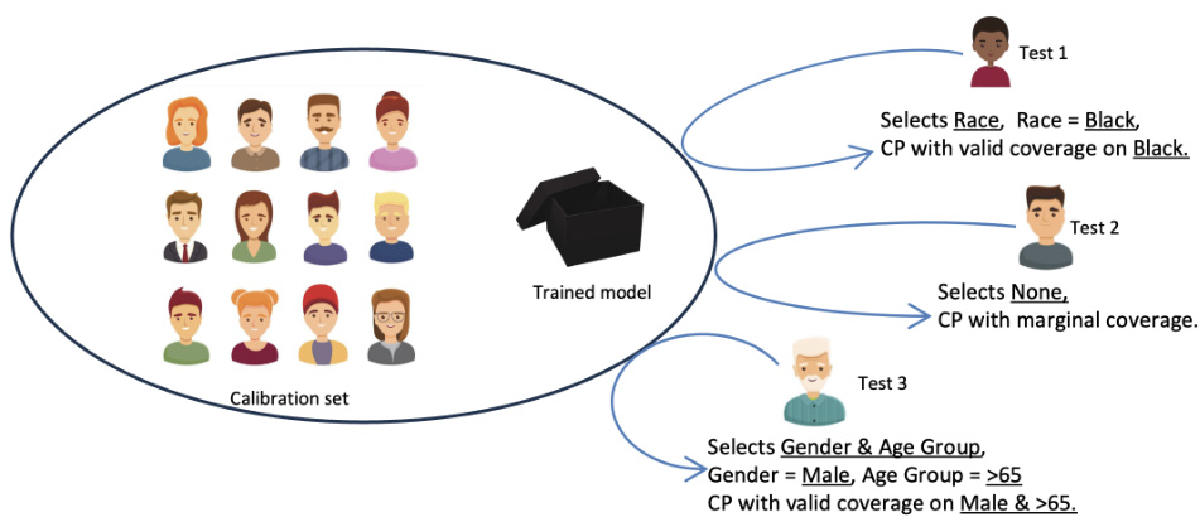 Test 1
Selects Race, Race = Black,
CP with valid coverage on Black.
Test 2
Selects None,
CP with marginal coverage.
Trained model
Calibration set
Test 3
Selects Gender & Age Group,
Gender = Male, Age Group = >65
CP with valid coverage on Male & >65.